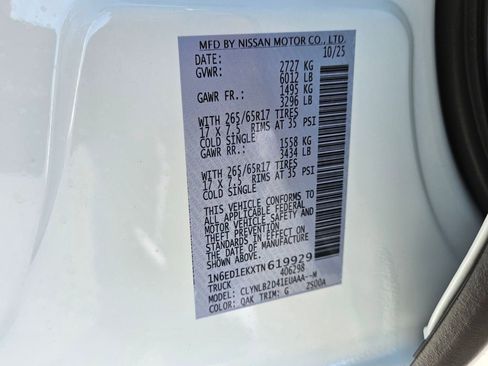 MFD BY NISSAN MOTOR CO., LTD.
DATE: 10/25
GVWR: 2727 KG
6012 LB
GAWR FR.: 1495 KG
3296 LB
WITH 265/65R17 TIRES
17 X 7.5 RIMS AT 35 PSI
COLD SINGLE
GAWR RR.: 1558 KG
3434 LB
WITH 265/65R17 TIRES
17 X 7.5 RIMS AT 35 PSI
COLD SINGLE
THIS VEHICLE CONFORMS TO
ALL APPLICABLE FEDERAL
MOTOR VEHICLE SAFETY AND
THEFT PREVENTION
STANDARDS IN EFFECT
ON THE DATE OF MANUFACTURE
SHOWN ABOVE.
1N6ED1EKXTN619929
TRUCK 406298
MODEL: CLYNLB2D41EUAAA--M
COLOR: QAK TRIM: G ZSOOA